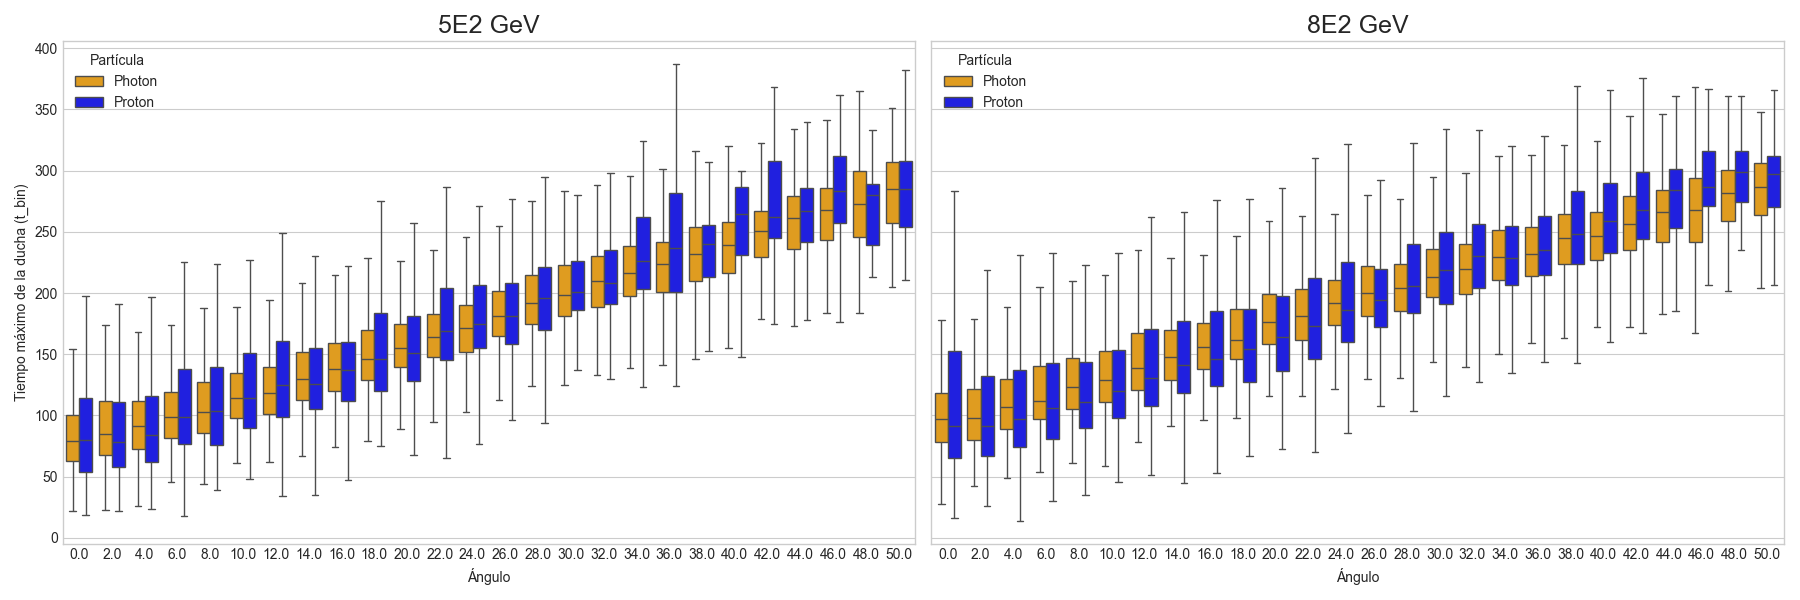 5E2 GeV
8E2 GeV
Partícula
Photon
Proton
Partícula
Photon
Proton
Tiempo máximo de la ducha (t_bin)
400
350
300
250
200
150
100
50
0
0.0 2.0 4.0 6.0 8.0 10.0 12.0 14.0 16.0 18.0 20.0 22.0 24.0 26.0 28.0 30.0 32.0 34.0 36.0 38.0 40.0 42.0 44.0 46.0 48.0 50.0
0.0 2.0 4.0 6.0 8.0 10.0 12.0 14.0 16.0 18.0 20.0 22.0 24.0 26.0 28.0 30.0 32.0 34.0 36.0 38.0 40.0 42.0 44.0 46.0 48.0 50.0
Ángulo
Ángulo